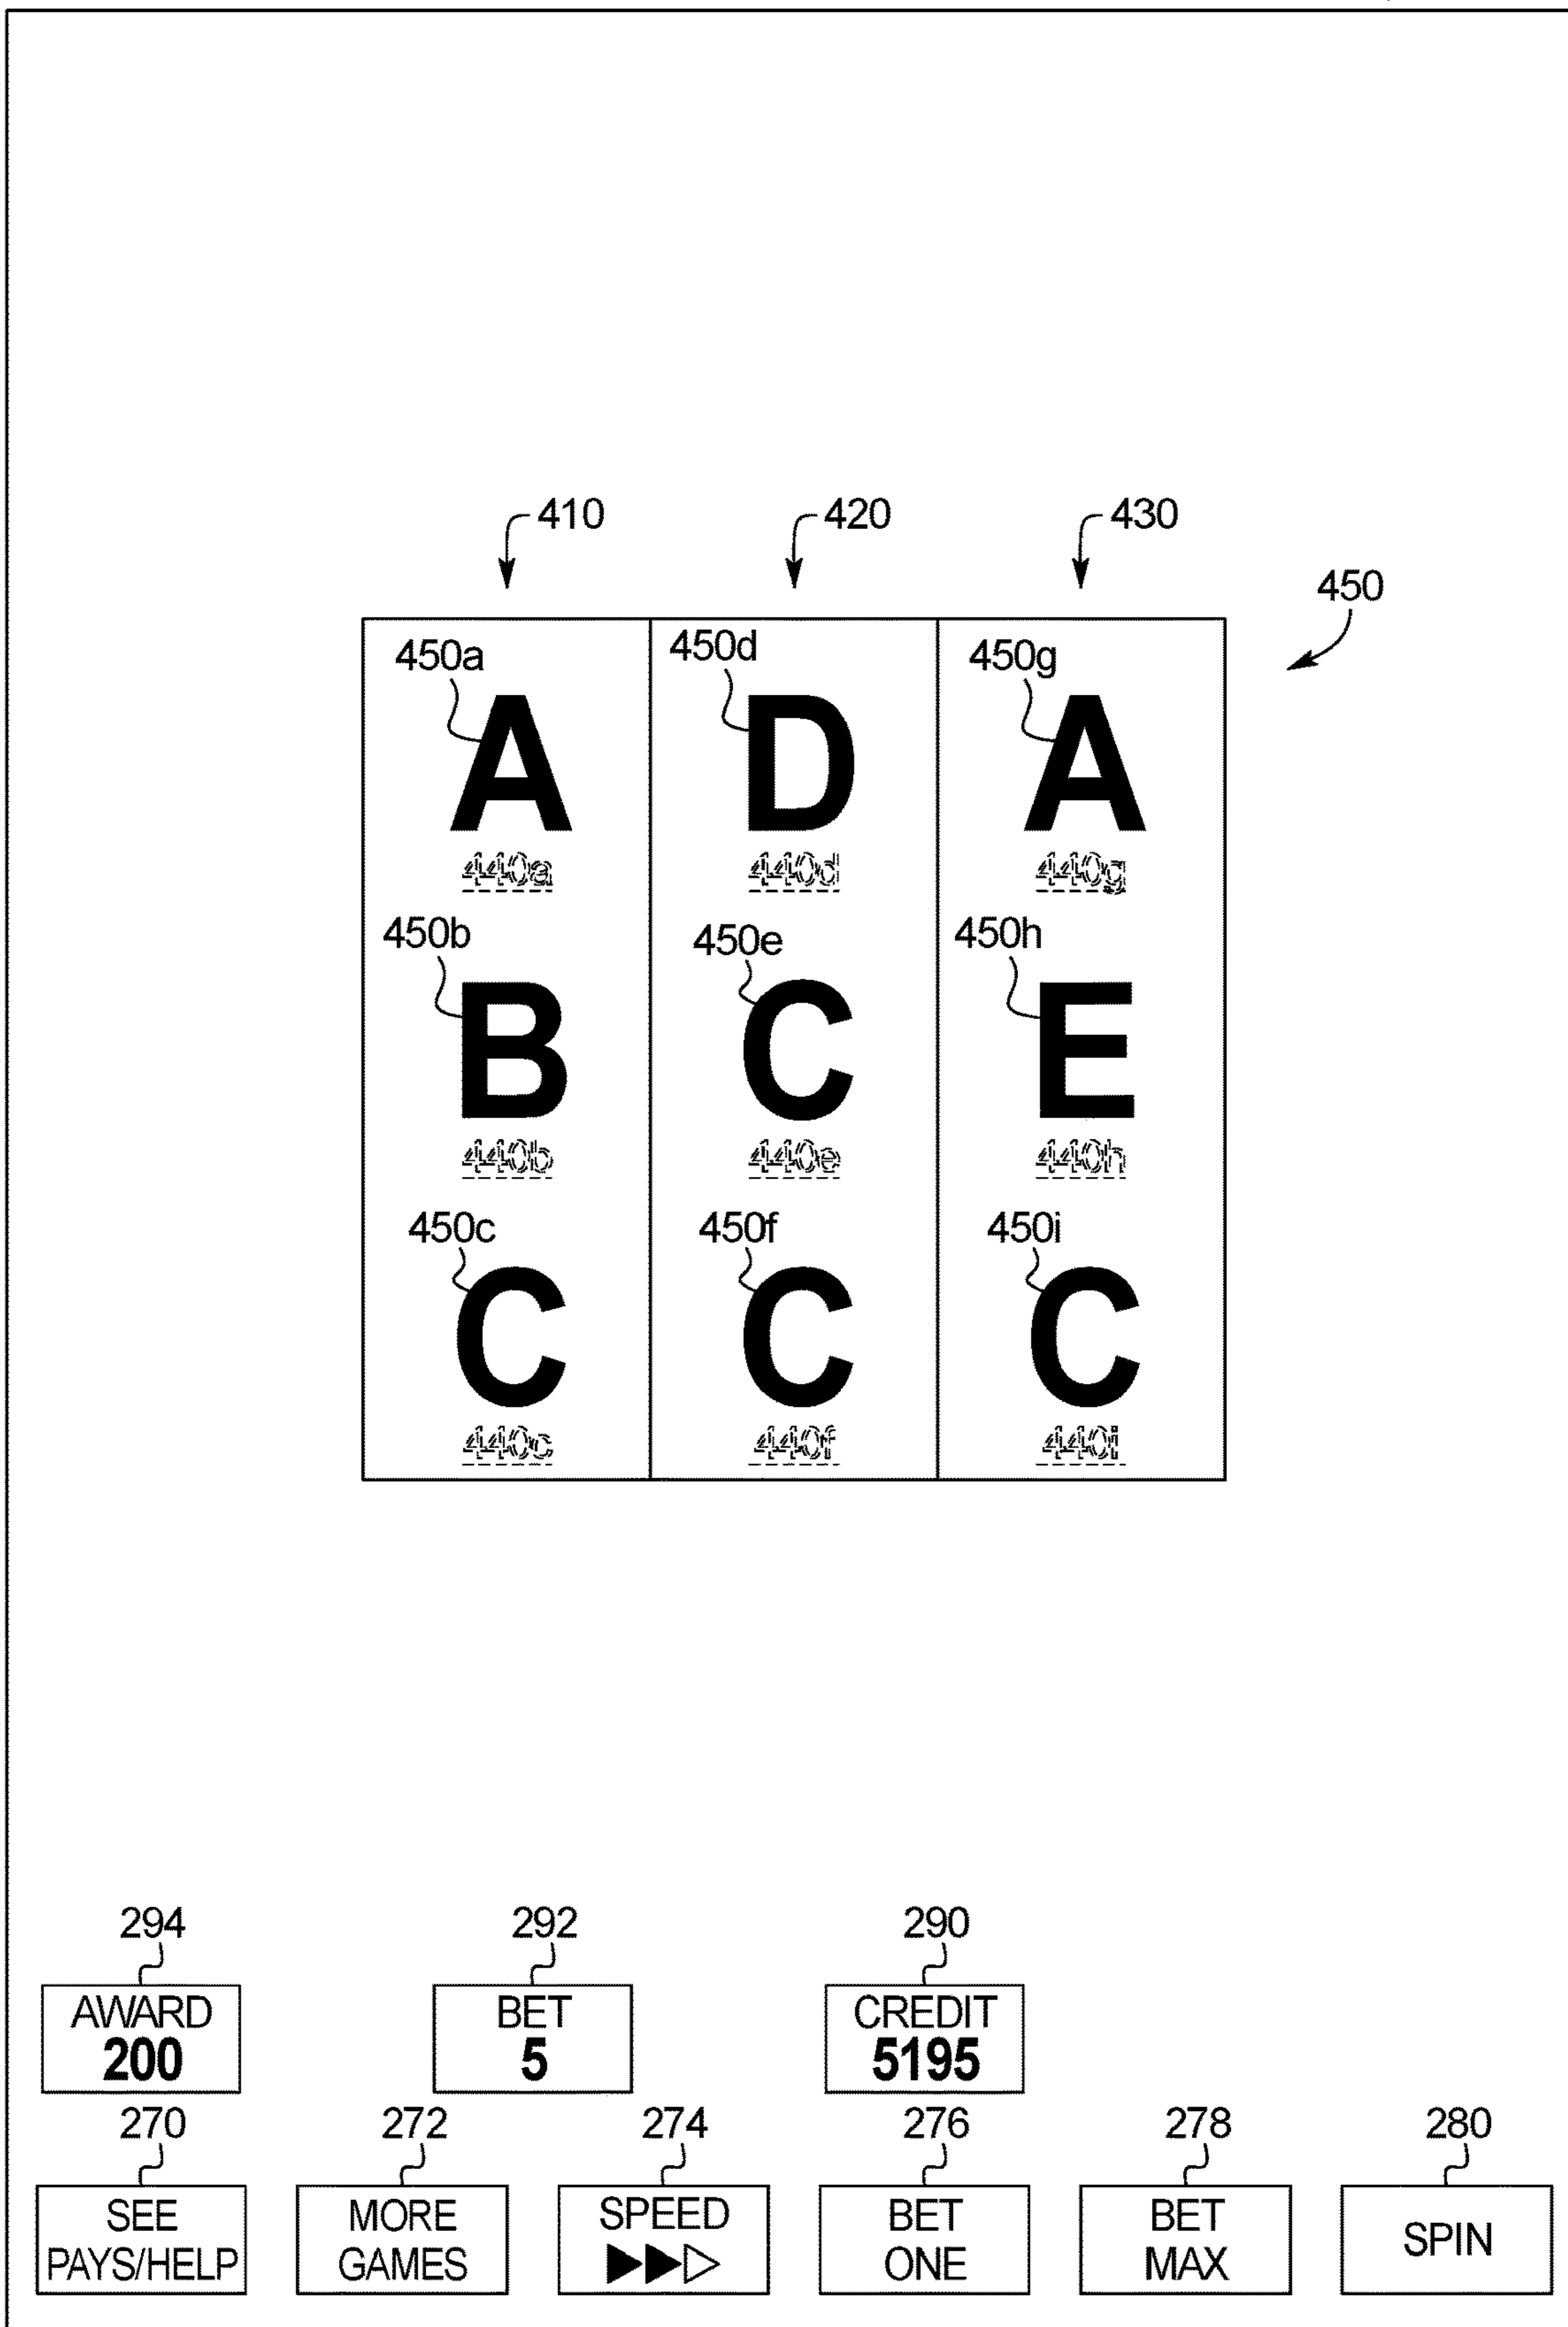 410 420 430
450
450a 450d 450g
A D A
440a 440d 440g
450b 450e 450h
B C E
440b 440e 440h
450c 450f 450i
C C C
440c 440f 440i
294 292 290
AWARD BET CREDIT
200 5 5195
270 272 274 276 278 280
SEE MORE SPEED BET BET SPIN
PAYS/HELP GAMES ONE MAX